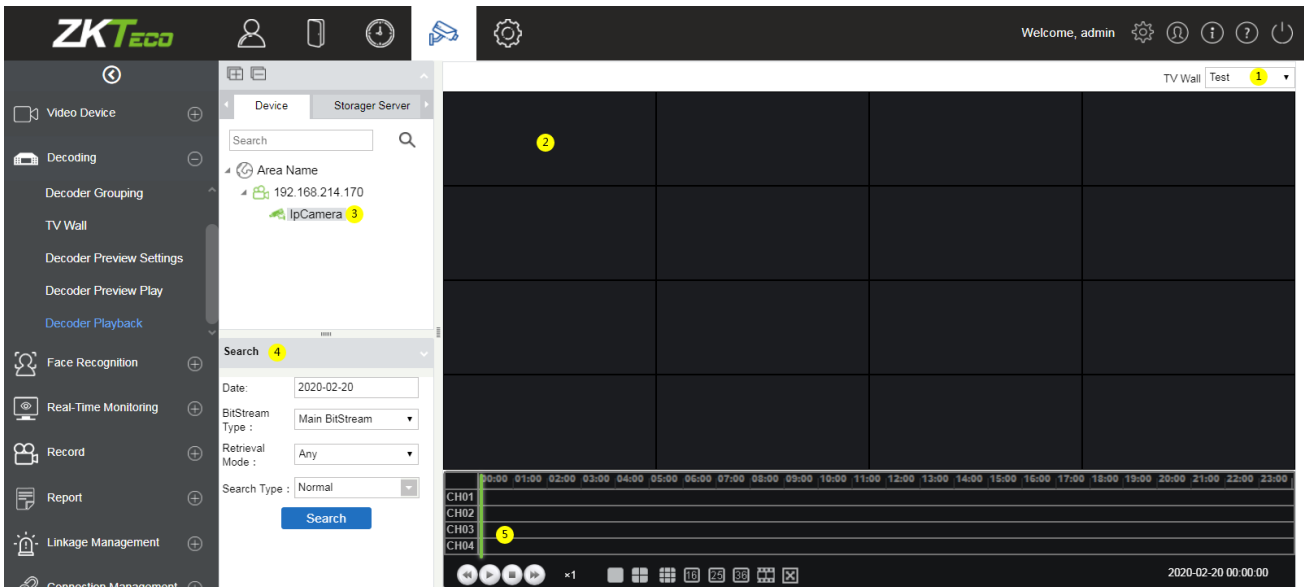 ZKTECO
Welcome, admin
TV Wall Test 1
Video Device
Decoding
Decoder Grouping
TV Wall
Decoder Preview Settings
Decoder Preview Play
Decoder Playback
Face Recognition
Real-Time Monitoring
Record
Report
Linkage Management
Connection Management
Device Storager Server
Search
Area Name
192.168.214.170
IpCamera 3
Search 4
Date: 2020-02-20
BitStream Type : Main BitStream
Retrieval Mode : Any
Search Type : Normal
Search
2
00:00 01:00 02:00 03:00 04:00 05:00 06:00 07:00 08:00 09:00 10:00 11:00 12:00 13:00 14:00 15:00 16:00 17:00 18:00 19:00 20:00 21:00 22:00 23:00
CH01
CH02
CH03
5
CH04
×1 16 25 36 2020-02-20 00:00:00